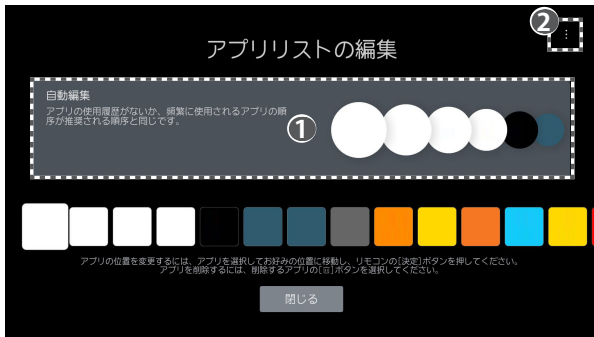 2
⋮
アプリリストの編集
自動編集
アプリの使用履歴がないか、頻繁に使用されるアプリの順
序が推奨される順序と同じです。
1
アプリの位置を変更するには、アプリを選択してお好みの位置に移動し、リモコンの[決定]ボタンを押してください。
アプリを削除するには、削除するアプリの[🗑]ボタンを選択してください。
閉じる